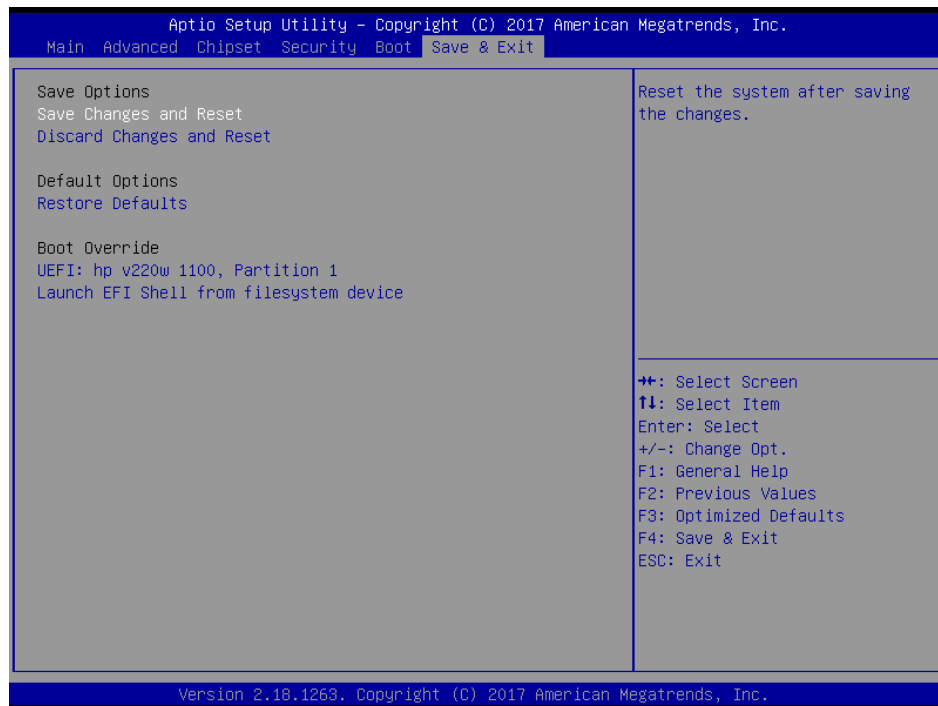 Aptio Setup Utility – Copyright (C) 2017 American Megatrends, Inc.
Main Advanced Chipset Security Boot Save & Exit
Save Options
Save Changes and Reset
Discard Changes and Reset
Default Options
Restore Defaults
Boot Override
UEFI: hp v220w 1100, Partition 1
Launch EFI Shell from filesystem device
Reset the system after saving
the changes.
→←: Select Screen
↑↓: Select Item
Enter: Select
+/-: Change Opt.
F1: General Help
F2: Previous Values
F3: Optimized Defaults
F4: Save & Exit
ESC: Exit
Version 2.18.1263. Copyright (C) 2017 American Megatrends, Inc.